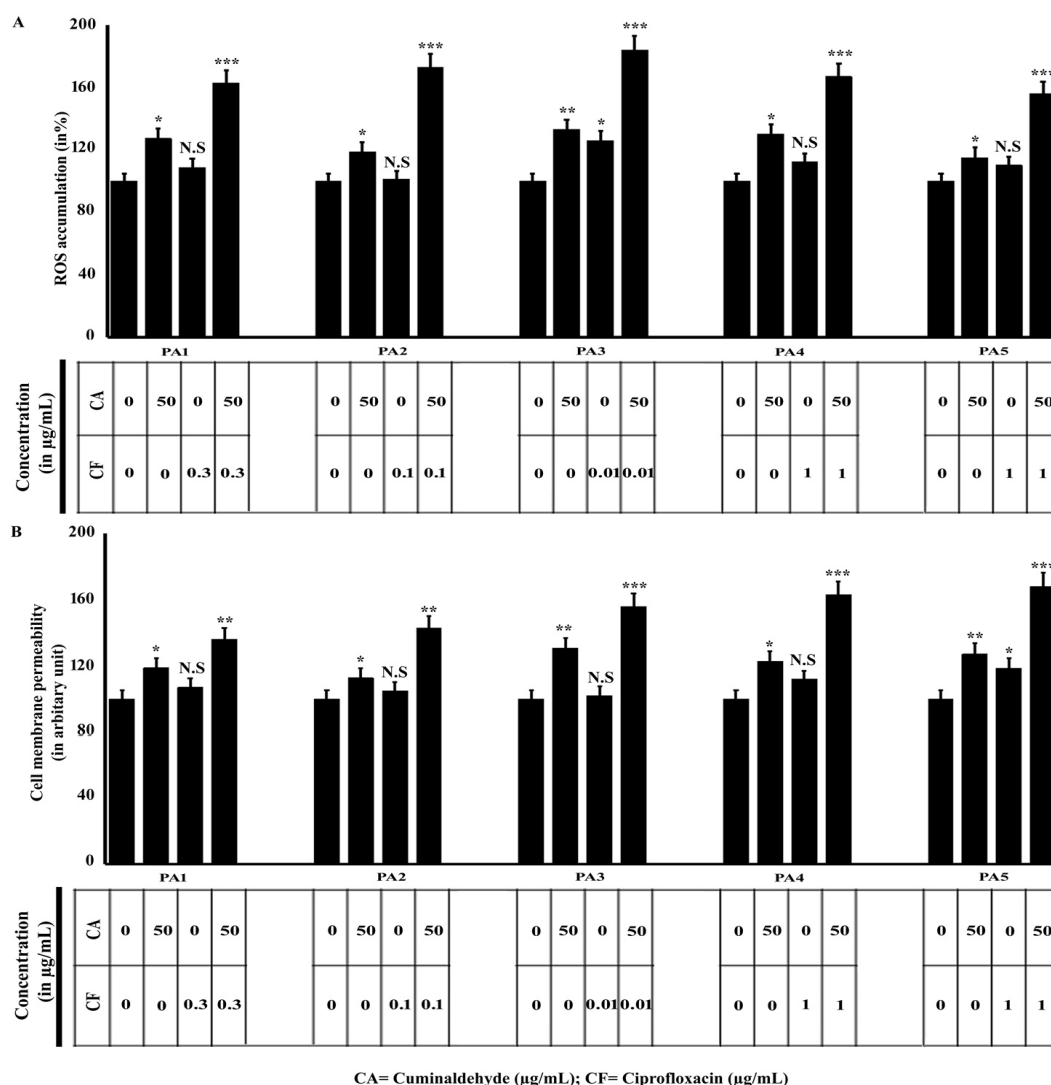 A
200
160
120
80
40
0
ROS accumulation (in%)
* N.S ***
* N.S ***
** * ***
* N.S ***
* N.S ***
PA1 PA2 PA3 PA4 PA5
Concentration
(in µg/mL)
CA 0 50 0 50 0 50 0 50 0 50 0 50 0 50 0 50 0 50 0 50
CF 0 0 0.3 0.3 0 0 0.1 0.1 0 0 0.01 0.01 0 0 1 1 0 0 1 1
B
200
160
120
80
40
0
Cell membrane permeability
(in arbitary unit)
* N.S **
* N.S **
** N.S ***
* N.S ***
** * ***
PA1 PA2 PA3 PA4 PA5
Concentration
(in µg/mL)
CA 0 50 0 50 0 50 0 50 0 50 0 50 0 50 0 50 0 50 0 50
CF 0 0 0.3 0.3 0 0 0.1 0.1 0 0 0.01 0.01 0 0 1 1 0 0 1 1
CA= Cuminaldehyde (µg/mL); CF= Ciprofloxacin (µg/mL)